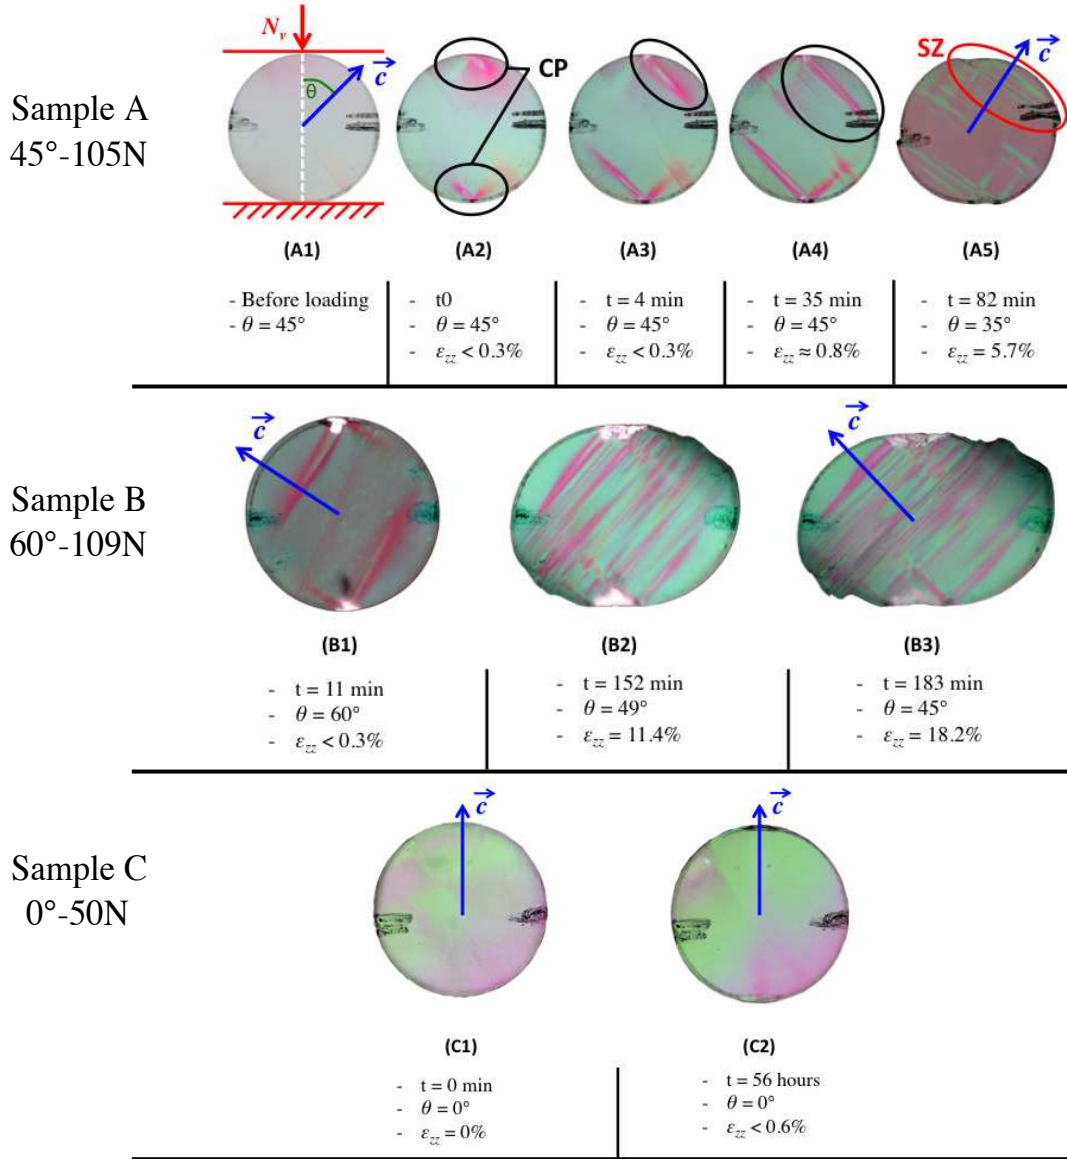 Sample A
45°-105N
N_v
θ
c
CP
SZ
c
(A1)
(A2)
(A3)
(A4)
(A5)
- Before loading
- θ = 45°
- t0
- θ = 45°
- ε_zz < 0.3%
- t = 4 min
- θ = 45°
- ε_zz < 0.3%
- t = 35 min
- θ = 45°
- ε_zz ≈ 0.8%
- t = 82 min
- θ = 35°
- ε_zz = 5.7%
Sample B
60°-109N
c
c
(B1)
(B2)
(B3)
- t = 11 min
- θ = 60°
- ε_zz < 0.3%
- t = 152 min
- θ = 49°
- ε_zz = 11.4%
- t = 183 min
- θ = 45°
- ε_zz = 18.2%
Sample C
0°-50N
c
c
(C1)
(C2)
- t = 0 min
- θ = 0°
- ε_zz = 0%
- t = 56 hours
- θ = 0°
- ε_zz < 0.6%